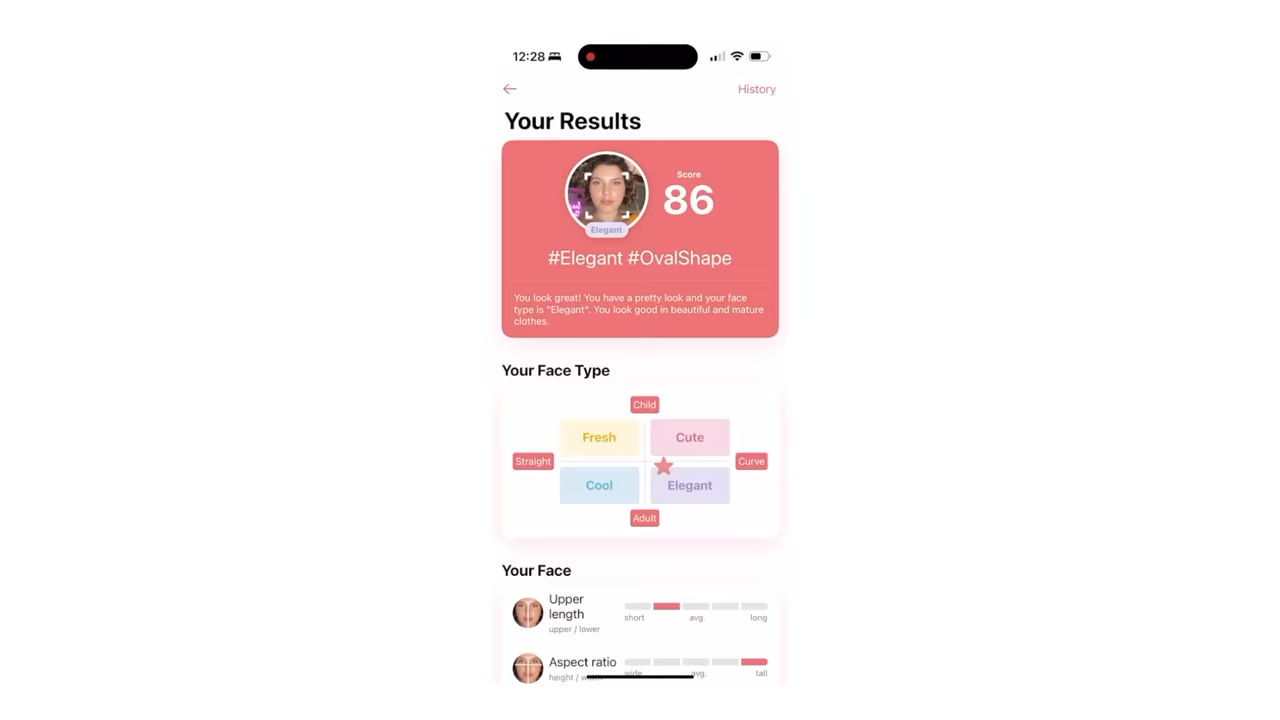 12:28
History
Your Results
Score
86
Elegant
#Elegant #OvalShape
You look great! You have a pretty look and your face
type is "Elegant". You look good in beautiful and mature
clothes.
Your Face Type
Child
Fresh
Cute
Straight
Curve
Cool
Elegant
Adult
Your Face
Upper
length
upper / lower
short avg. long
Aspect ratio
height / width
wide avg. tall